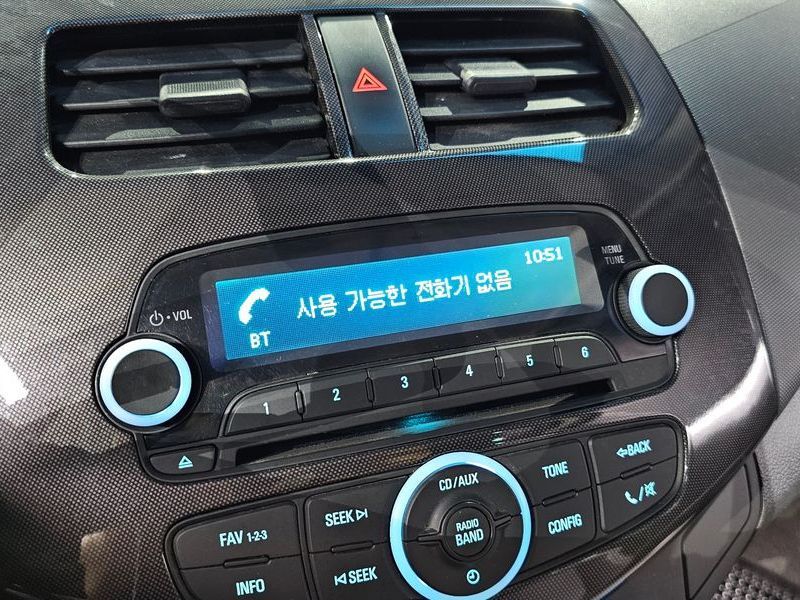 10:51
사용 가능한 전화기 없음
BT
VOL
MENU
TUNE
1 2 3 4 5 6
CD/AUX
TONE
BACK
FAV 1-2-3
SEEK
RADIO
BAND
CONFIG
INFO
SEEK